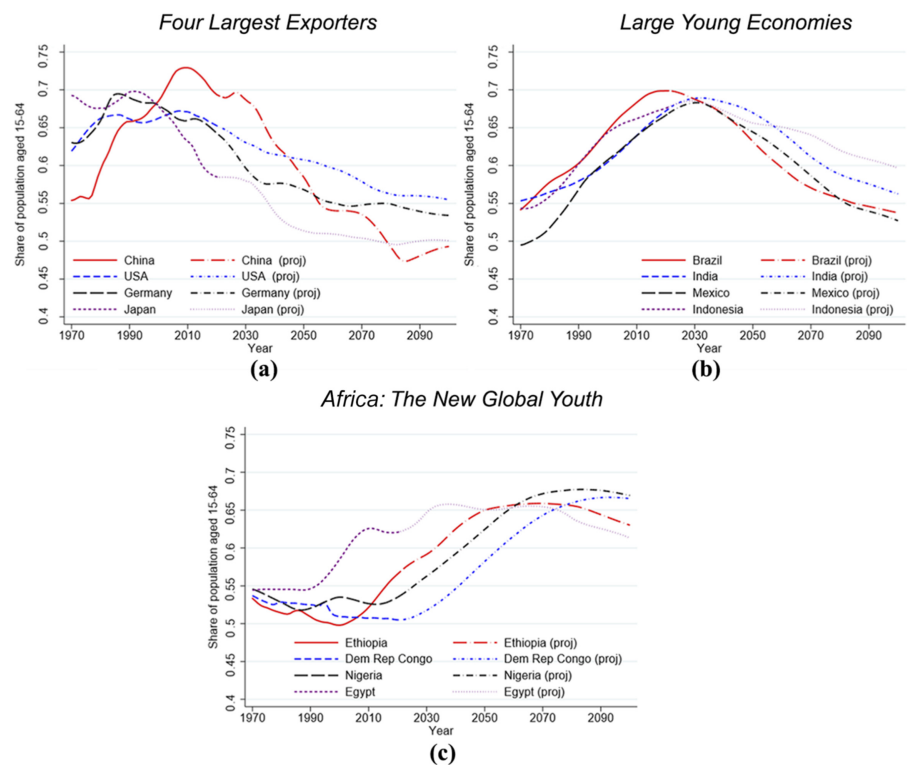 Four Largest Exporters
Share of population aged 15-64
0.75
0.7
0.65
0.6
0.55
0.5
0.45
0.4
China China (proj)
USA USA (proj)
Germany Germany (proj)
Japan Japan (proj)
1970 1990 2010 2030 2050 2070 2090
Year
(a)
Large Young Economies
Share of population aged 15-64
0.75
0.7
0.65
0.6
0.55
0.5
0.45
0.4
Brazil Brazil (proj)
India India (proj)
Mexico Mexico (proj)
Indonesia Indonesia (proj)
1970 1990 2010 2030 2050 2070 2090
Year
(b)
Africa: The New Global Youth
Share of population aged 15-64
0.75
0.7
0.65
0.6
0.55
0.5
0.45
0.4
Ethiopia Ethiopia (proj)
Dem Rep Congo Dem Rep Congo (proj)
Nigeria Nigeria (proj)
Egypt Egypt (proj)
1970 1990 2010 2030 2050 2070 2090
Year
(c)